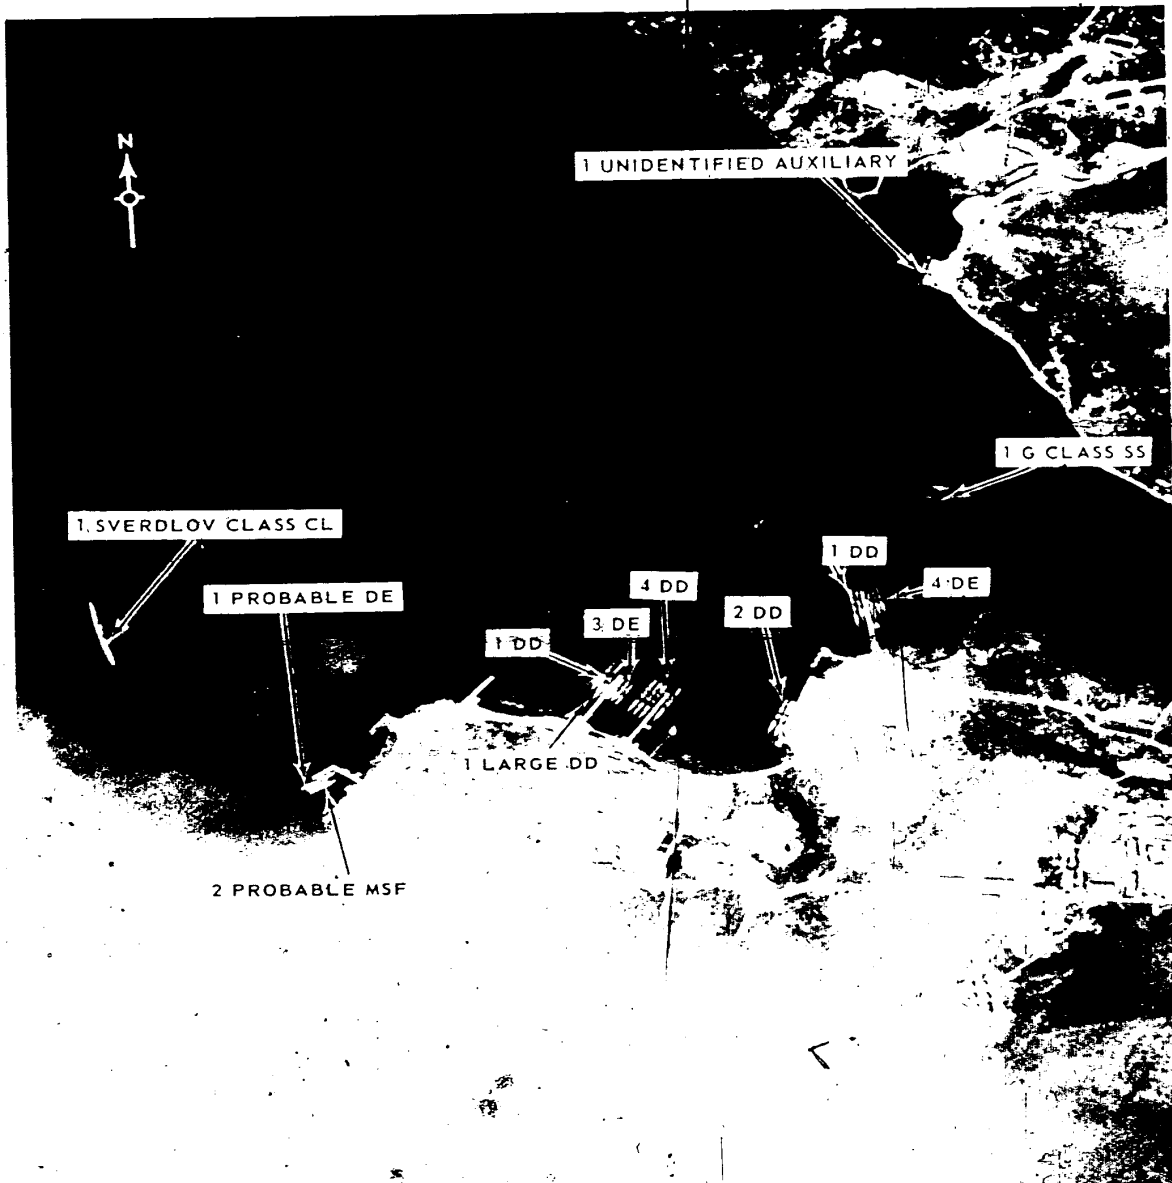 N
1 UNIDENTIFIED AUXILIARY
1 G CLASS SS
1 SVERDLOV CLASS CL
1 DD
4 DE
1 PROBABLE DE
4 DD
2 DD
3 DE
1 DD
1 LARGE DD
2 PROBABLE MSF